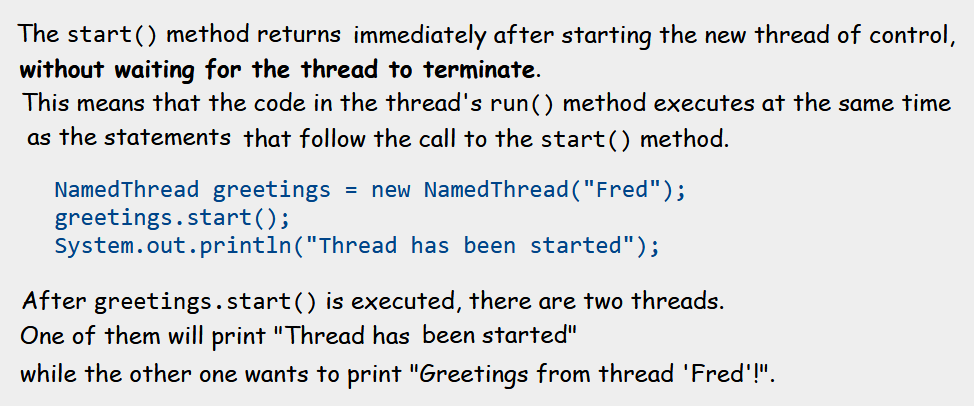 The start() method returns immediately after starting the new thread of control,
without waiting for the thread to terminate.
This means that the code in the thread's run() method executes at the same time
as the statements that follow the call to the start() method.
NamedThread greetings = new NamedThread("Fred");
greetings.start();
System.out.println("Thread has been started");
After greetings.start() is executed, there are two threads.
One of them will print "Thread has been started"
while the other one wants to print "Greetings from thread 'Fred'!".